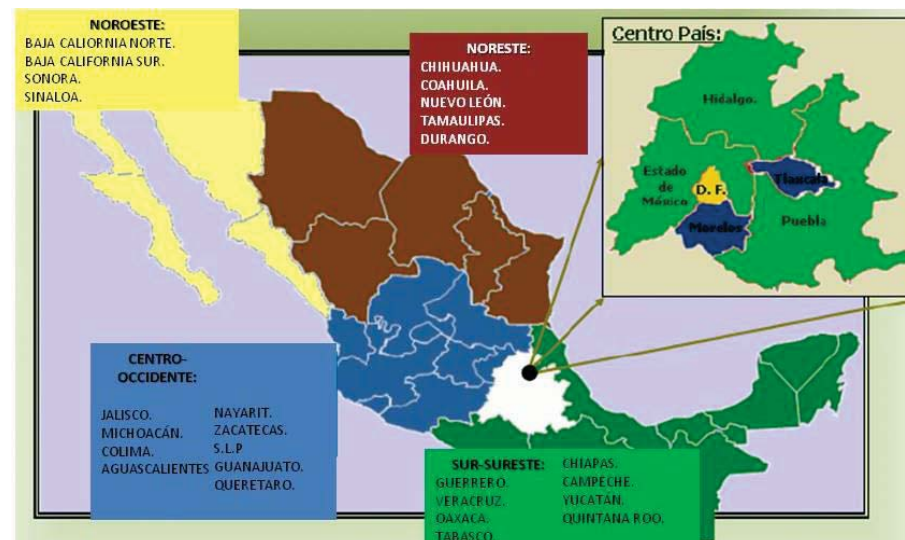 NOROESTE:
BAJA CALIORNIA NORTE.
BAJA CALIFORNIA SUR.
SONORA.
SINALOA.
NORESTE:
CHIHUAHUA.
COAHUILA.
NUEVO LEÓN.
TAMAULIPAS.
DURANGO.
Centro País:
Hidalgo.
Estado
de
México
D. F.
Tlaxcala
Morelos
Puebla
CENTRO-
OCCIDENTE:
JALISCO.
MICHOACÁN.
COLIMA.
AGUASCALIENTES
NAYARIT.
ZACATECAS.
S.L.P
GUANAJUATO.
QUERETARO.
SUR-SURESTE:
GUERRERO.
VERACRUZ.
OAXACA.
TABASCO
CHIAPAS.
CAMPECHE.
YUCATÁN.
QUINTANA ROO.